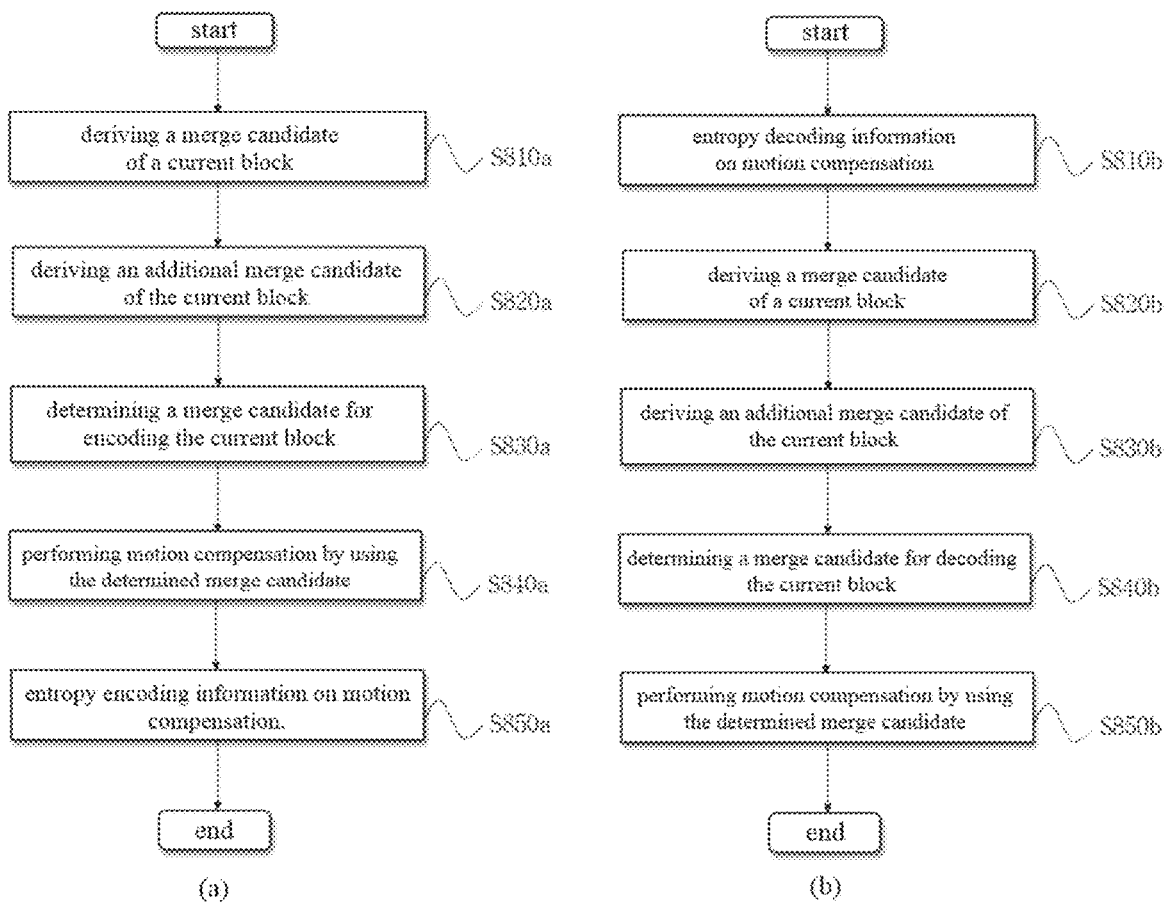 start
deriving a merge candidate
of a current block
S810a
deriving an additional merge candidate
of the current block
S820a
determining a merge candidate for
encoding the current block
S830a
performing motion compensation by using
the determined merge candidate
S840a
entropy encoding information on motion
compensation.
S850a
end
(a)
start
entropy decoding information
on motion compensation
S810b
deriving a merge candidate
of a current block
S820b
deriving an additional merge candidate of
the current block
S830b
determining a merge candidate for decoding
the current block
S840b
performing motion compensation by using
the determined merge candidate
S850b
end
(b)